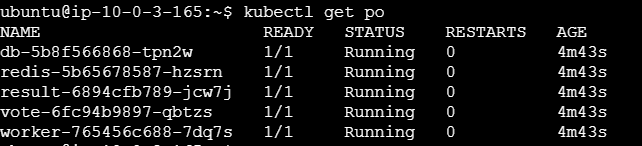 ubuntu@ip-10-0-3-165:~$ kubectl get po
NAME READY STATUS RESTARTS AGE
db-5b8f566868-tpn2w 1/1 Running 0 4m43s
redis-5b65678587-hzsrn 1/1 Running 0 4m43s
result-6894cfb789-jcw7j 1/1 Running 0 4m43s
vote-6fc94b9897-qbtzs 1/1 Running 0 4m43s
worker-765456c688-7dq7s 1/1 Running 0 4m43s